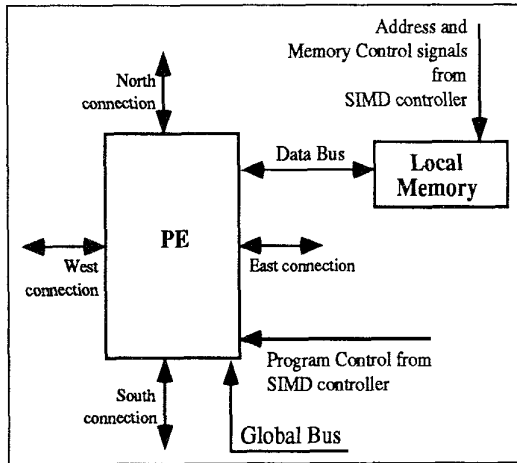 Address and
Memory Control signals
from
SIMD controller
North
connection
Data Bus
Local
Memory
PE
West
connection
East connection
Program Control from
SIMD controller
South
connection
Global Bus